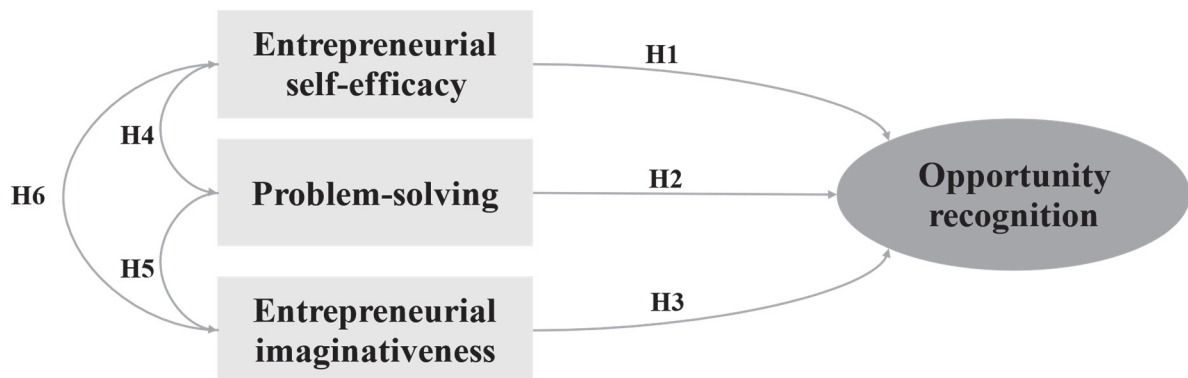 Entrepreneurial
self-efficacy
H1
H4
Problem-solving
H2
Opportunity
recognition
H6
H5
Entrepreneurial
imaginativeness
H3